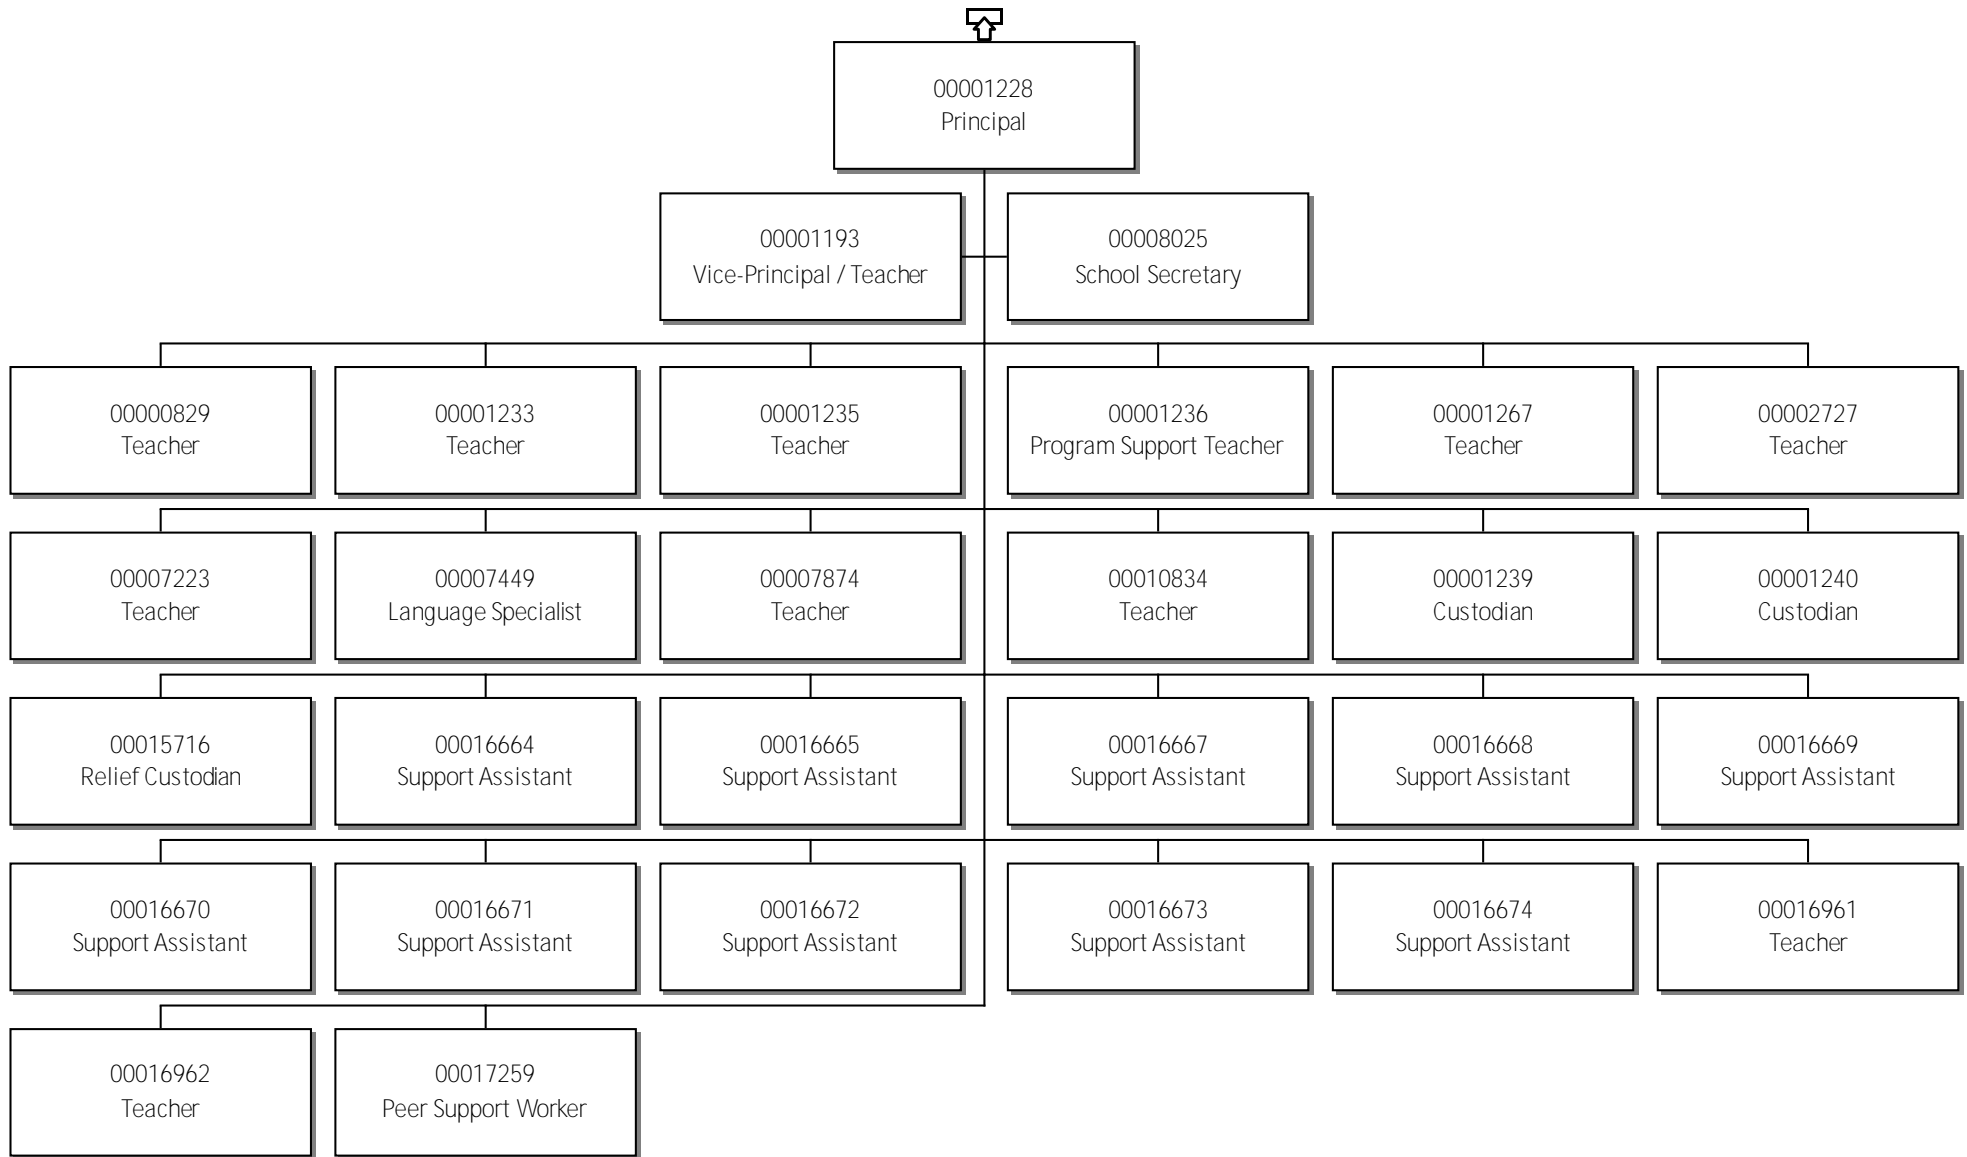 00001228
Principal
00001193
Vice-Principal / Teacher
00008025
School Secretary
00000829
Teacher
00001233
Teacher
00001235
Teacher
00001236
Program Support Teacher
00001267
Teacher
00002727
Teacher
00007223
Teacher
00007449
Language Specialist
00007874
Teacher
00010834
Teacher
00001239
Custodian
00001240
Custodian
00015716
Relief Custodian
00016664
Support Assistant
00016665
Support Assistant
00016667
Support Assistant
00016668
Support Assistant
00016669
Support Assistant
00016670
Support Assistant
00016671
Support Assistant
00016672
Support Assistant
00016673
Support Assistant
00016674
Support Assistant
00016961
Teacher
00016962
Teacher
00017259
Peer Support Worker